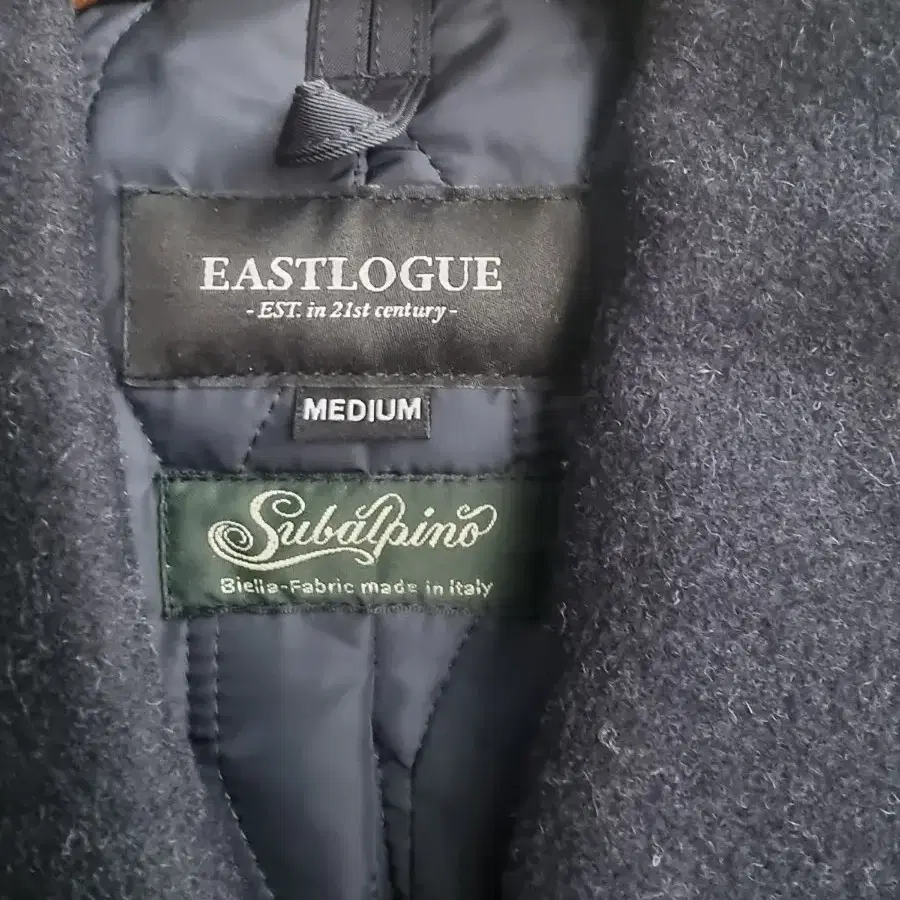 EASTLOGUE
- EST. in 21st century -
MEDIUM
Subalpino
Biella-Fabric made in Italy